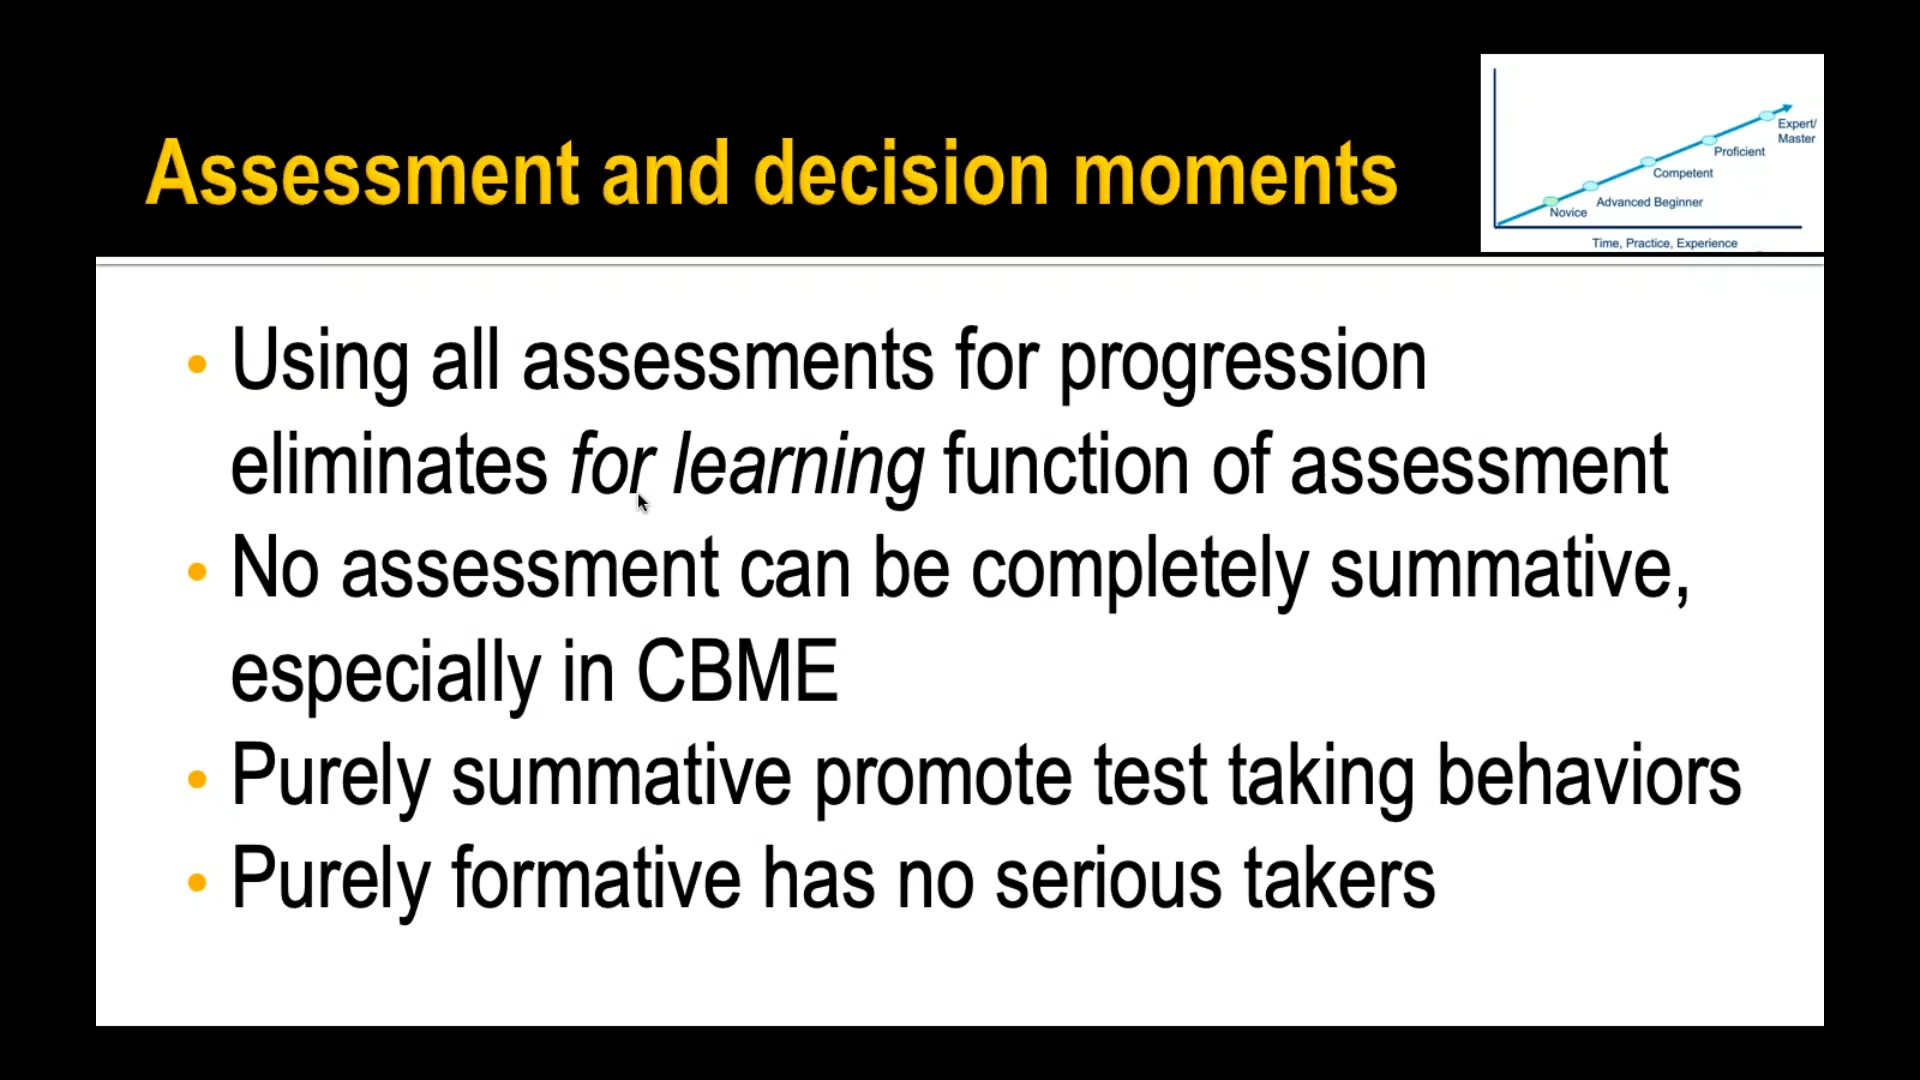 Assessment and decision moments
Expert/
Master
Proficient
Competent
Advanced Beginner
Novice
Time, Practice, Experience
• Using all assessments for progression
eliminates for learning function of assessment
• No assessment can be completely summative,
especially in CBME
• Purely summative promote test taking behaviors
• Purely formative has no serious takers